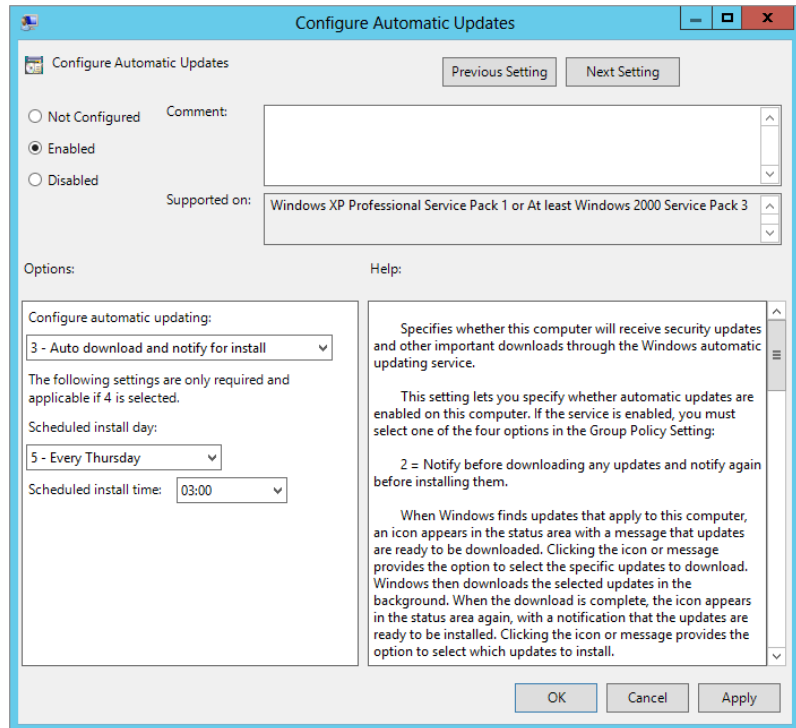 Configure Automatic Updates
Configure Automatic Updates
Previous Setting
Next Setting
Not Configured
Comment:
Enabled
Disabled
Supported on:
Windows XP Professional Service Pack 1 or At least Windows 2000 Service Pack 3
Options:
Help:
Configure automatic updating:
3 - Auto download and notify for install
The following settings are only required and
applicable if 4 is selected.
Scheduled install day:
5 - Every Thursday
Scheduled install time:
03:00
Specifies whether this computer will receive security updates
and other important downloads through the Windows automatic
updating service.
This setting lets you specify whether automatic updates are
enabled on this computer. If the service is enabled, you must
select one of the four options in the Group Policy Setting:
2 = Notify before downloading any updates and notify again
before installing them.
When Windows finds updates that apply to this computer,
an icon appears in the status area with a message that updates
are ready to be downloaded. Clicking the icon or message
provides the option to select the specific updates to download.
Windows then downloads the selected updates in the
background. When the download is complete, the icon appears
in the status area again, with a notification that the updates are
ready to be installed. Clicking the icon or message provides the
option to select which updates to install.
OK
Cancel
Apply